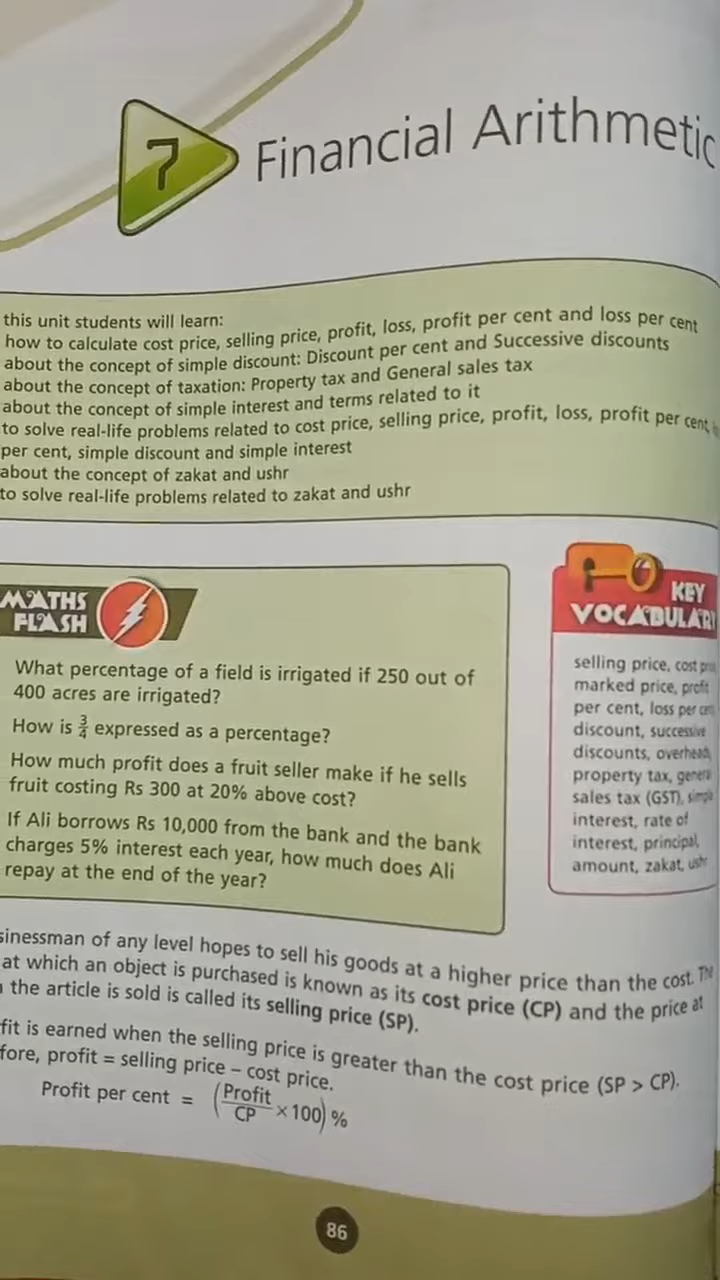 7
Financial Arithmetic
this unit students will learn:
how to calculate cost price, selling price, profit, loss, profit per cent and loss per cent
about the concept of simple discount: Discount per cent and Successive discounts
about the concept of taxation: Property tax and General sales tax
about the concept of simple interest and terms related to it
to solve real-life problems related to cost price, selling price, profit, loss, profit per cent,
per cent, simple discount and simple interest
about the concept of zakat and ushr
to solve real-life problems related to zakat and ushr
MATHS
FLASH
What percentage of a field is irrigated if 250 out of
400 acres are irrigated?
How is 3/4 expressed as a percentage?
How much profit does a fruit seller make if he sells
fruit costing Rs 300 at 20% above cost?
If Ali borrows Rs 10,000 from the bank and the bank
charges 5% interest each year, how much does Ali
repay at the end of the year?
KEY
VOCABULARY
selling price, cost
marked price, profit
per cent, loss per cent
discount, successive
discounts, overheads,
property tax, general
sales tax (GST), simple
interest, rate of
interest, principal,
amount, zakat, ushr
sinessman of any level hopes to sell his goods at a higher price than the cost. The
at which an object is purchased is known as its cost price (CP) and the price at
the article is sold is called its selling price (SP).
fit is earned when the selling price is greater than the cost price (SP > CP).
fore, profit = selling price – cost price.
Profit per cent = (Profit/CP × 100) %
86